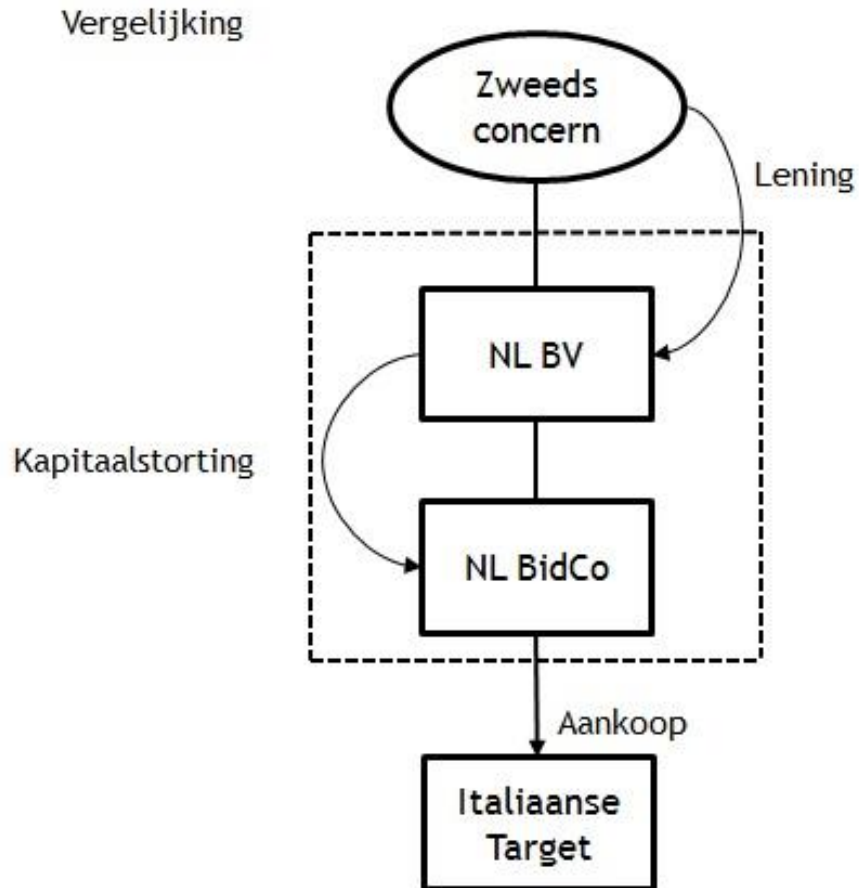 Vergelijking
Zweeds
concern
Lening
NL BV
Kapitaalstorting
NL BidCo
Aankoop
Italiaanse
Target